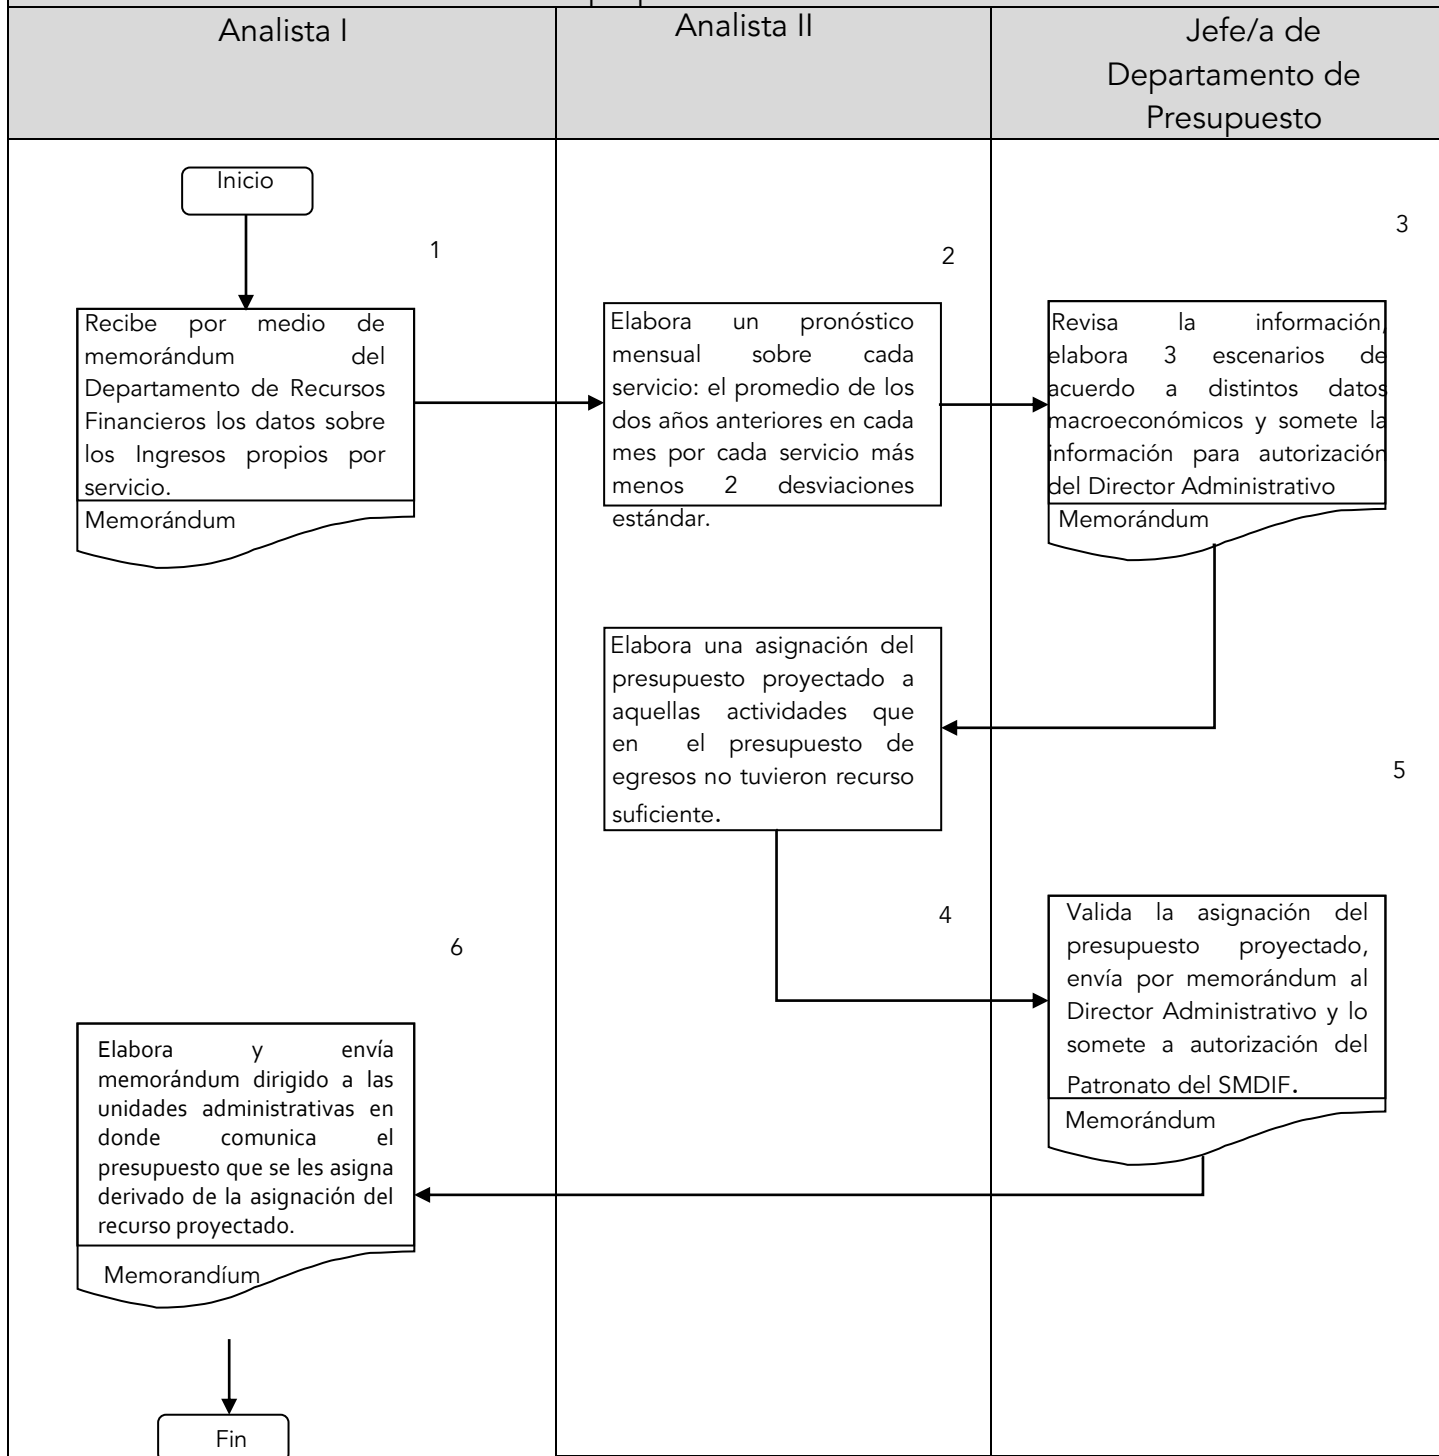 Analista I
Analista II
Jefe/a de
Departamento de
Presupuesto
Inicio
1
2
3
Recibe por medio de
memorándum del
Departamento de Recursos
Financieros los datos sobre
los Ingresos propios por
servicio.
Memorándum
Elabora un pronóstico
mensual sobre cada
servicio: el promedio de los
dos años anteriores en cada
mes por cada servicio más
menos 2 desviaciones
estándar.
Revisa la información,
elabora 3 escenarios de
acuerdo a distintos datos
macroeconómicos y somete la
información para autorización
del Director Administrativo
Memorándum
Elabora una asignación del
presupuesto proyectado a
aquellas actividades que
en el presupuesto de
egresos no tuvieron recurso
suficiente.
4
5
Valida la asignación del
presupuesto proyectado,
envía por memorándum al
Director Administrativo y lo
somete a autorización del
Patronato del SMDIF.
Memorándum
6
Elabora y envía
memorándum dirigido a las
unidades administrativas en
donde comunica el
presupuesto que se les asigna
derivado de la asignación del
recurso proyectado.
Memorandíum
Fin